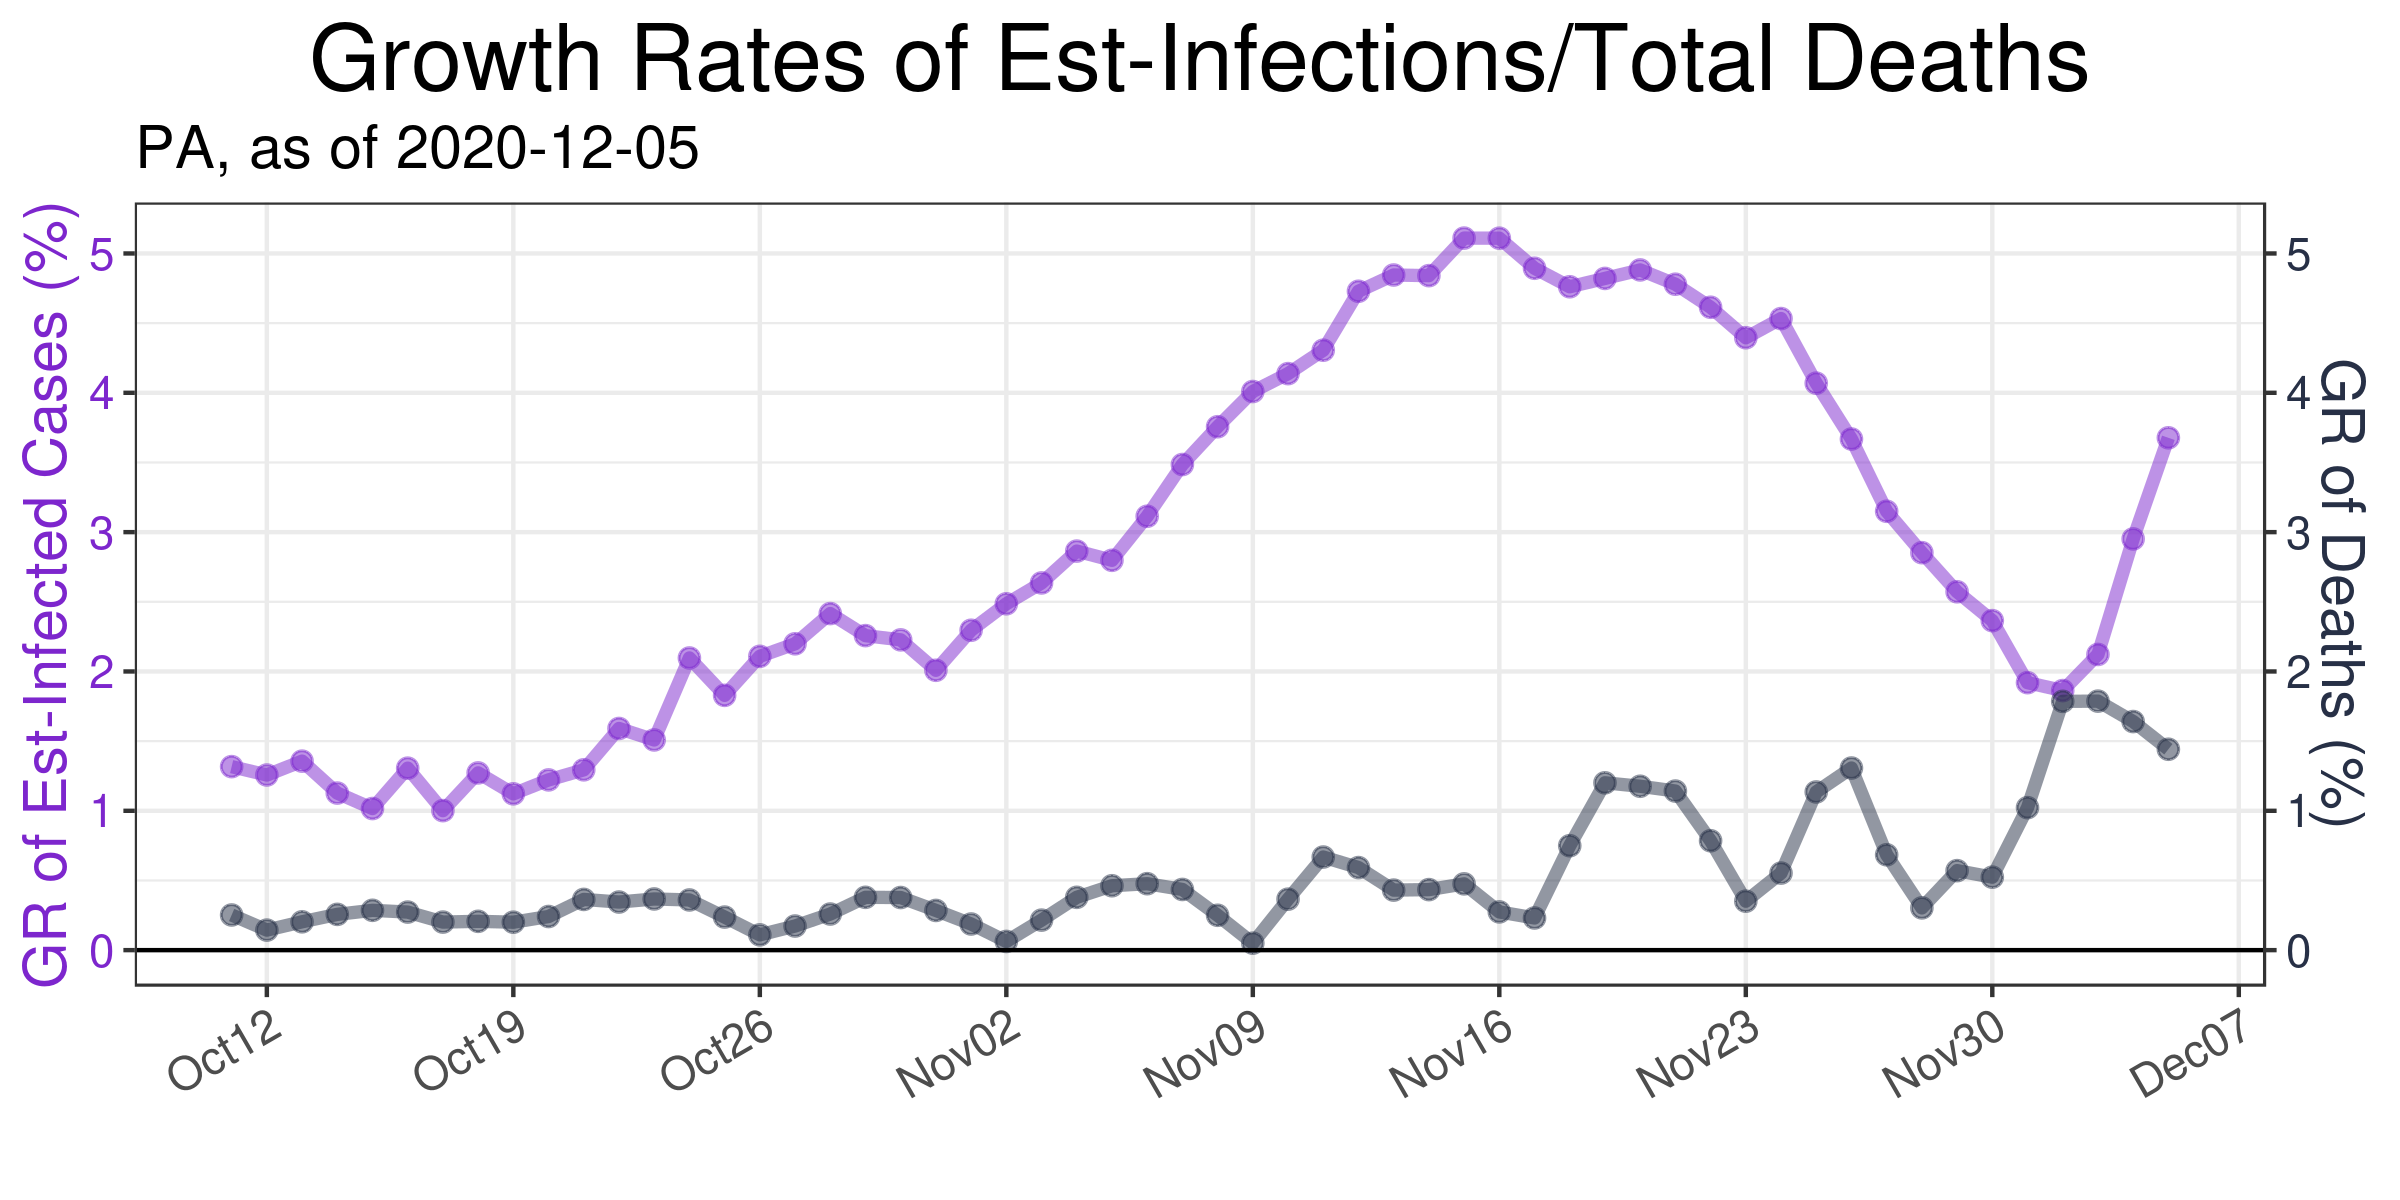 Growth Rates of Est-Infections/Total Deaths
PA, as of 2020-12-05
GR of Est-Infected Cases (%)
5
4
3
2
1
0
5
4
3
2
1
0
GR of Deaths (%)
Oct12
Oct19
Oct26
Nov02
Nov09
Nov16
Nov23
Nov30
Dec07